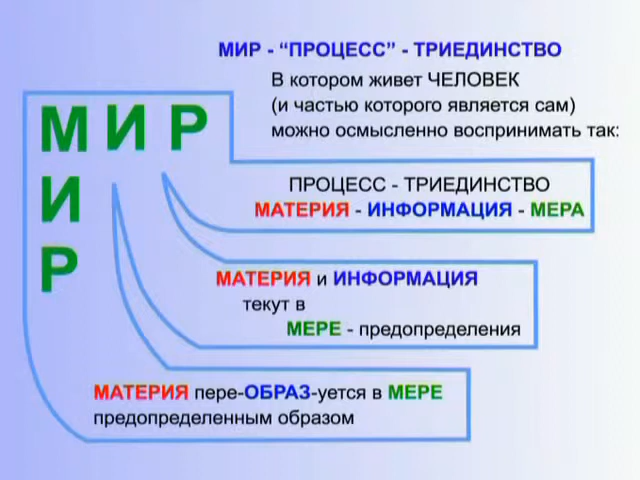 МИР - “ПРОЦЕСС” - ТРИЕДИНСТВО
В котором живет ЧЕЛОВЕК
(и частью которого является сам)
можно осмысленно воспринимать так:
МИР
И
Р
ПРОЦЕСС - ТРИЕДИНСТВО
МАТЕРИЯ - ИНФОРМАЦИЯ - МЕРА
МАТЕРИЯ и ИНФОРМАЦИЯ
текут в
МЕРЕ - предопределения
МАТЕРИЯ пере-ОБРАЗ-уется в МЕРЕ
предопределенным образом